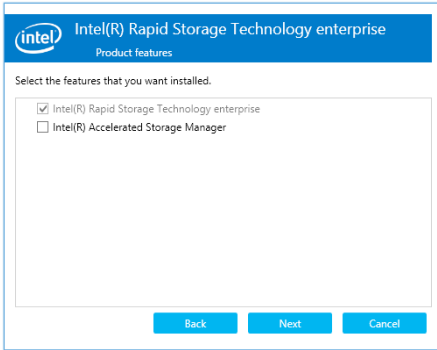 intel
Intel(R) Rapid Storage Technology enterprise
Product features
Select the features that you want installed.
Intel(R) Rapid Storage Technology enterprise
Intel(R) Accelerated Storage Manager
Back Next Cancel